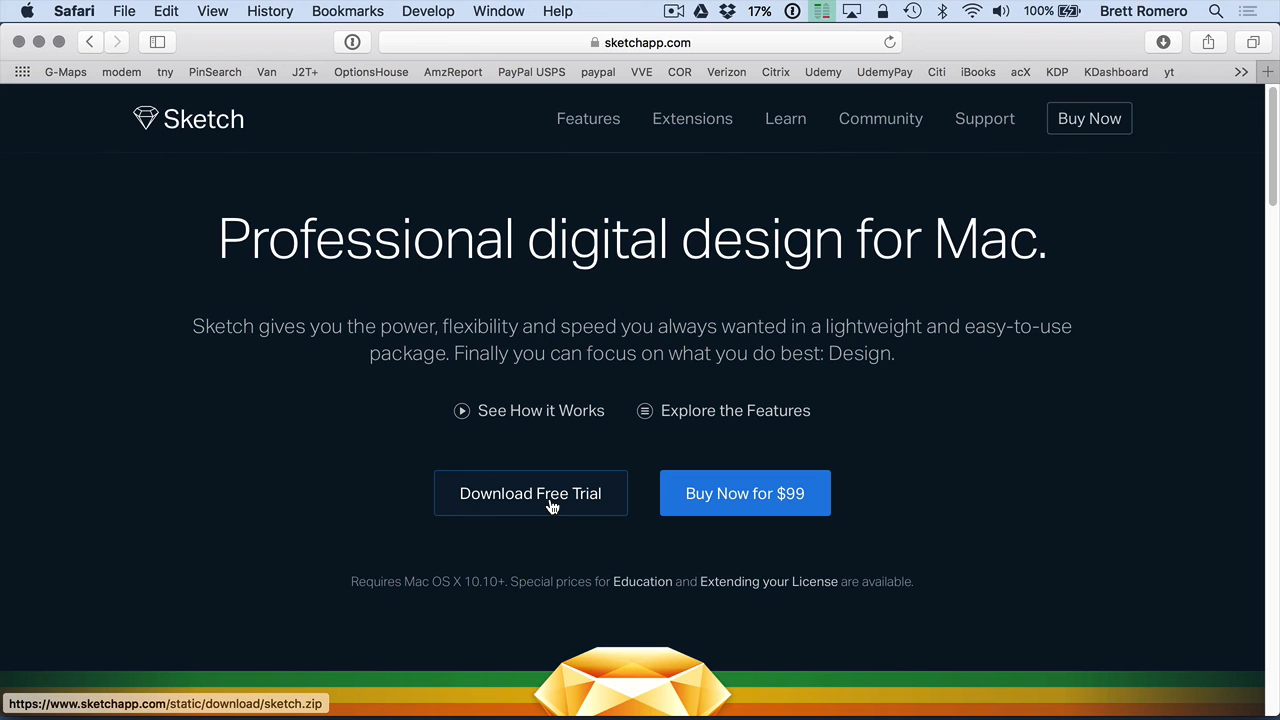 Safari File Edit View History Bookmarks Develop Window Help 17% 100% Brett Romero
sketchapp.com
G-Maps modem tny PinSearch Van J2T+ OptionsHouse AmzReport PayPal USPS paypal VVE COR Verizon Citrix Udemy UdemyPay Citi iBooks acX KDP KDashboard yt
Sketch Features Extensions Learn Community Support Buy Now
Professional digital design for Mac.
Sketch gives you the power, flexibility and speed you always wanted in a lightweight and easy-to-use
package. Finally you can focus on what you do best: Design.
See How it Works Explore the Features
Download Free Trial Buy Now for $99
Requires Mac OS X 10.10+. Special prices for Education and Extending your License are available.
https://www.sketchapp.com/static/download/sketch.zip